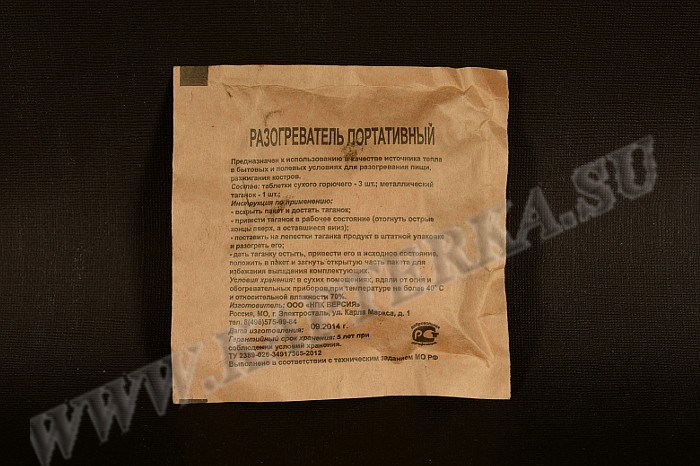 РАЗОГРЕВАТЕЛЬ ПОРТАТИВНЫЙ
Предназначен к использованию в качестве источника тепла
в бытовых и полевых условиях для разогревания пищи,
разжигания костров.
Состав: таблетки сухого горючего - 3 шт.; металлический
таганок - 1 шт.;
Инструкция по применению:
- вскрыть пакет и достать таганок;
- привести таганок в рабочее состояние (отогнуть острые
концы вверх, а оставшиеся вниз);
- поставить на лепестки таганка продукт в штатной упаковке
и разогреть его;
- дать таганку остыть, привести его в исходное состояние,
положить в пакет и загнуть открытую часть пакета для
избежания выпадения комплектующих.
Условия хранения: в сухих помещениях, вдали от огня и
обогревательных приборов при температуре на более 40° С
и относительной влажности 70%.
Изготовитель: ООО «НПК ВЕРСИЯ»
Россия, МО, г. Электросталь, ул. Карла Маркса, д. 1
тел. 8(496)575-99-84
Дата изготовления: 09.2014 г.
Гарантийный срок хранения: 5 лет при
соблюдении условий хранения.
ТУ 2389-026-34917365-2012
Выполнено в соответствии с техническим заданием МО РФ